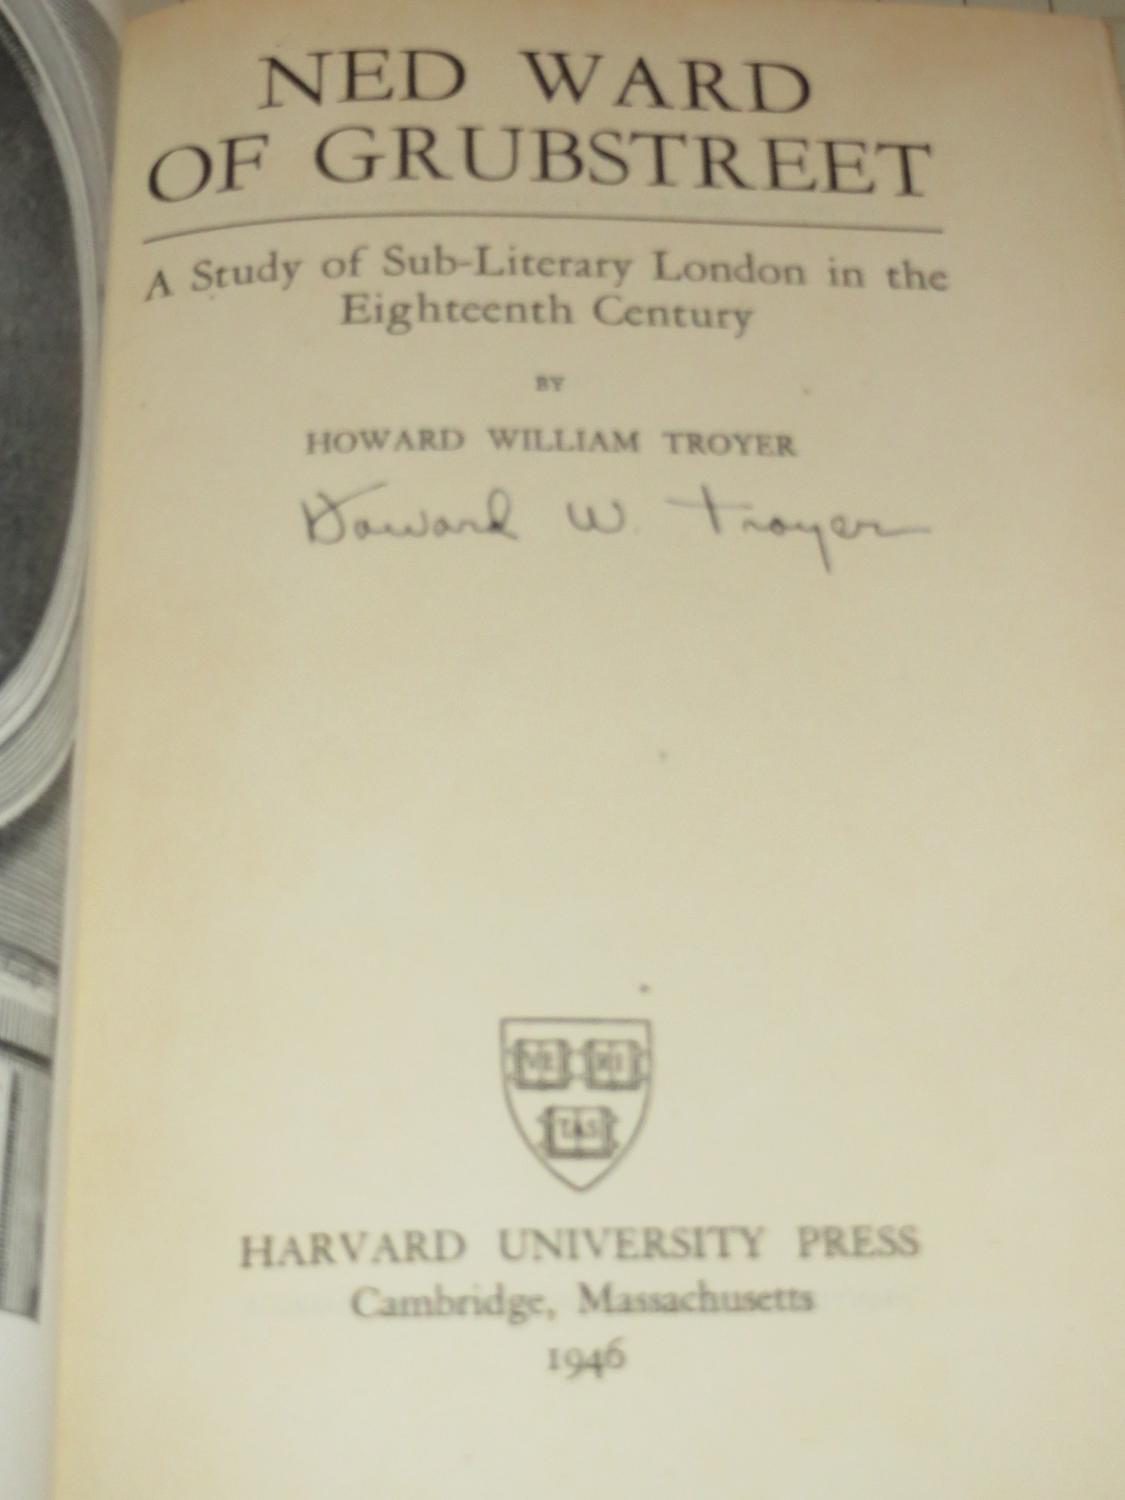 NED WARD
OF GRUBSTREET
A Study of Sub-Literary London in the
Eighteenth Century
BY
HOWARD WILLIAM TROYER
Howard W. Troyer
VE RI
TAS
HARVARD UNIVERSITY PRESS
Cambridge, Massachusetts
1946